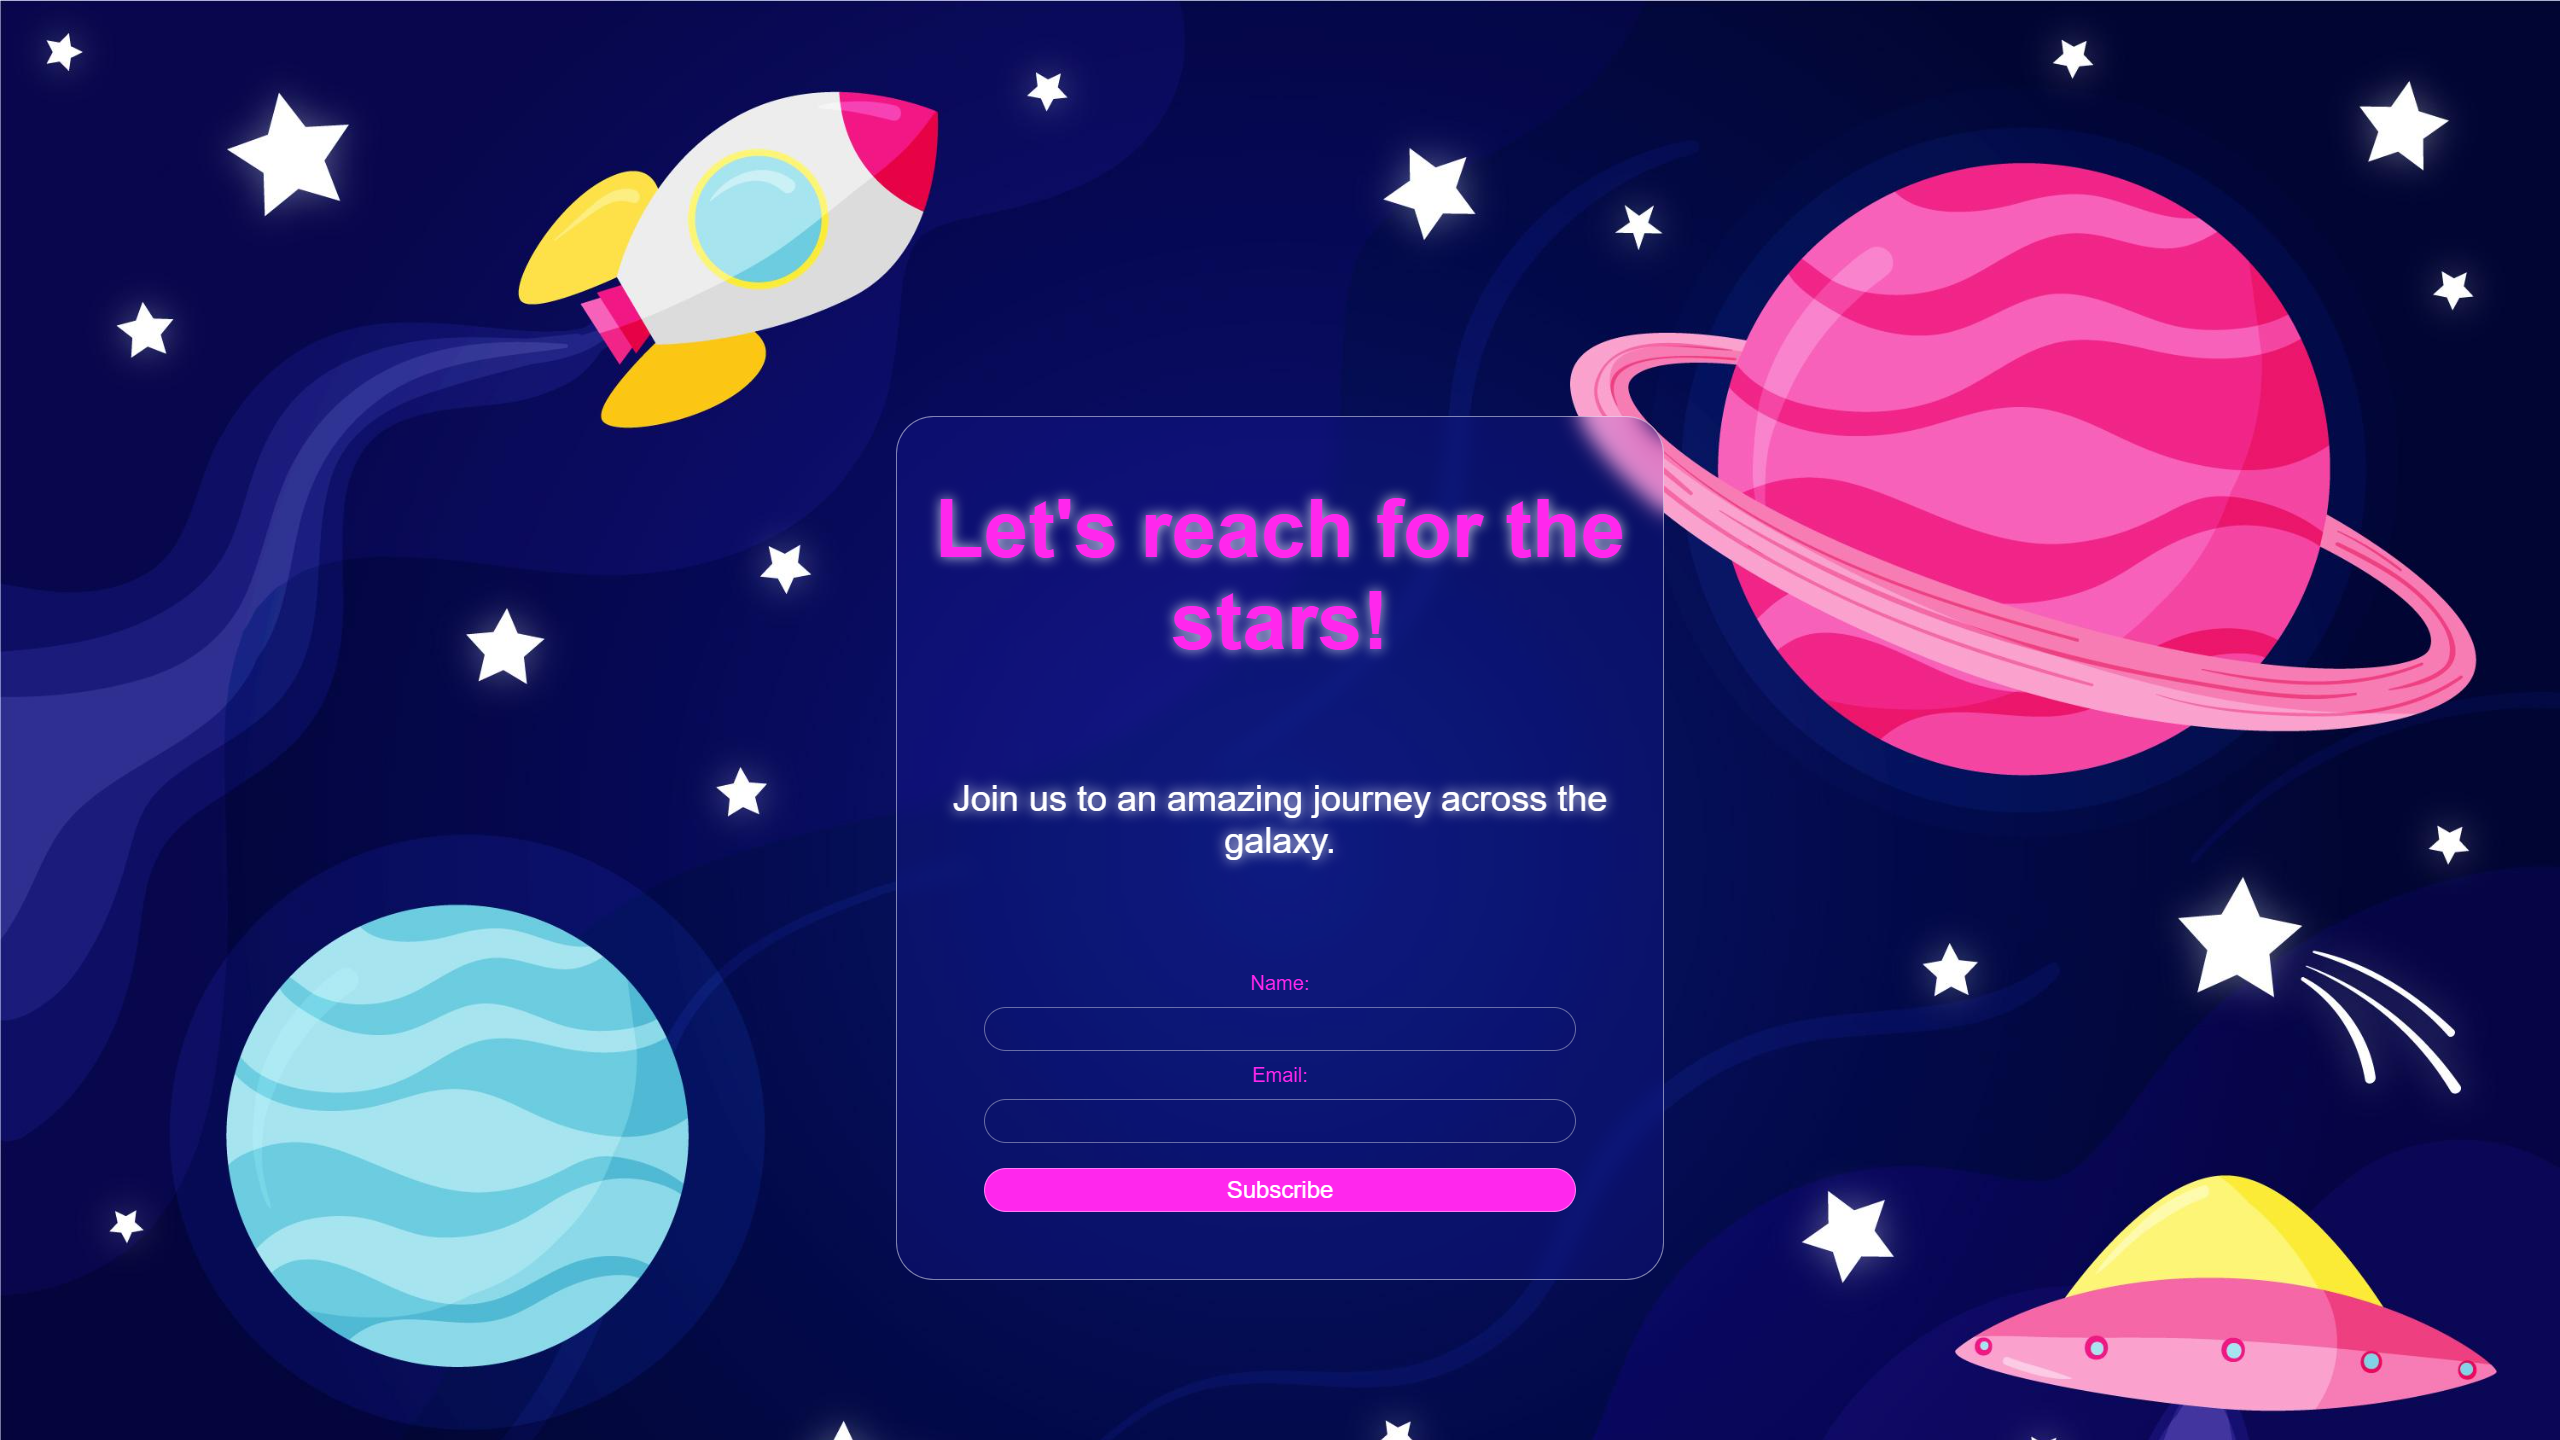 Let's reach for the
stars!
Join us to an amazing journey across the
galaxy.
Name:
Email:
Subscribe